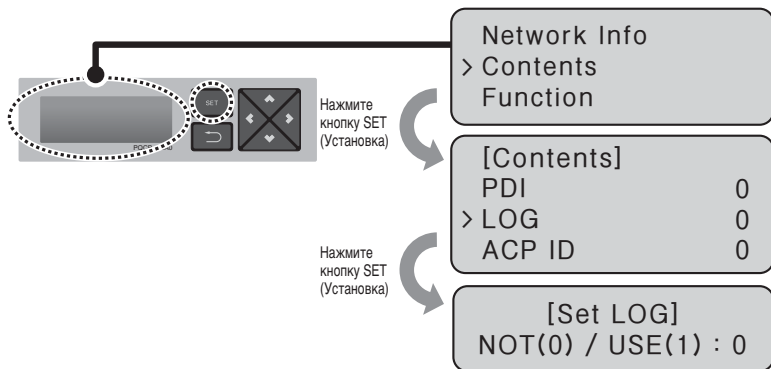 Network Info
> Contents
Function
SET
Нажмите
кнопку SET
(Установка)
[Contents]
PDI 0
> LOG 0
ACP ID 0
Нажмите
кнопку SET
(Установка)
[Set LOG]
NOT(0) / USE(1) : 0